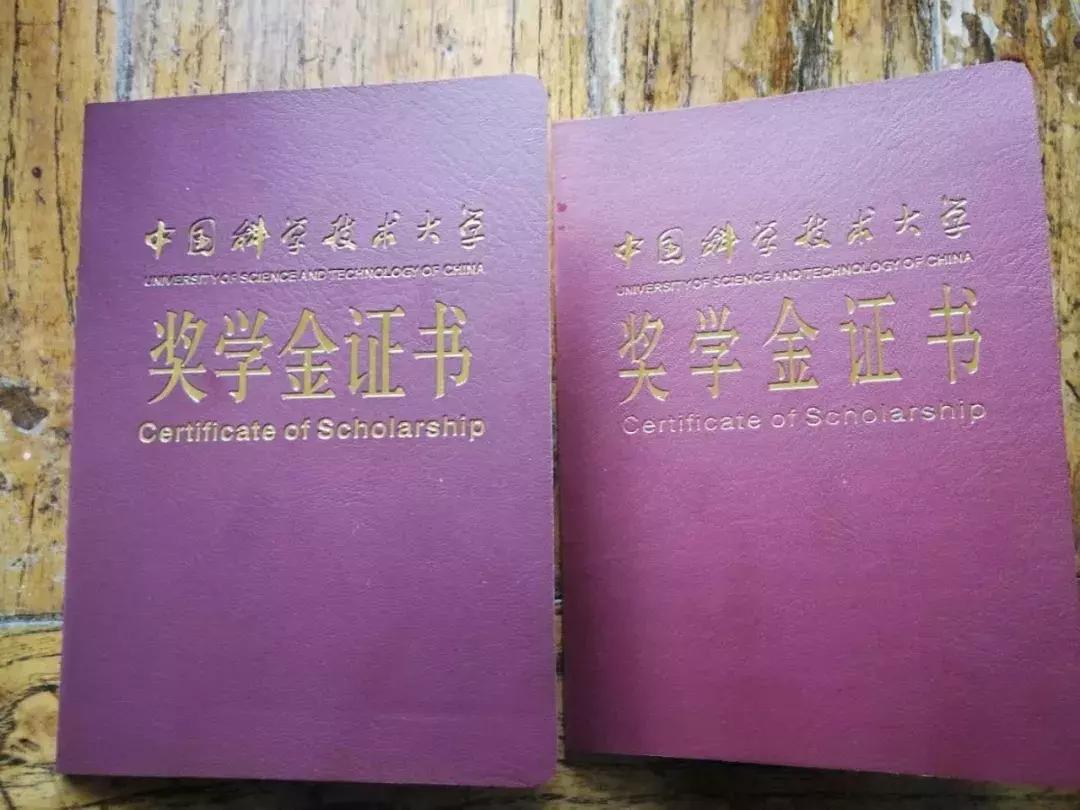 中国科学技术大学
UNIVERSITY OF SCIENCE AND TECHNOLOGY OF CHINA
奖学金证书
Certificate of Scholarship
中国科学技术大学
UNIVERSITY OF SCIENCE AND TECHNOLOGY OF CHINA
奖学金证书
Certificate of Scholarship